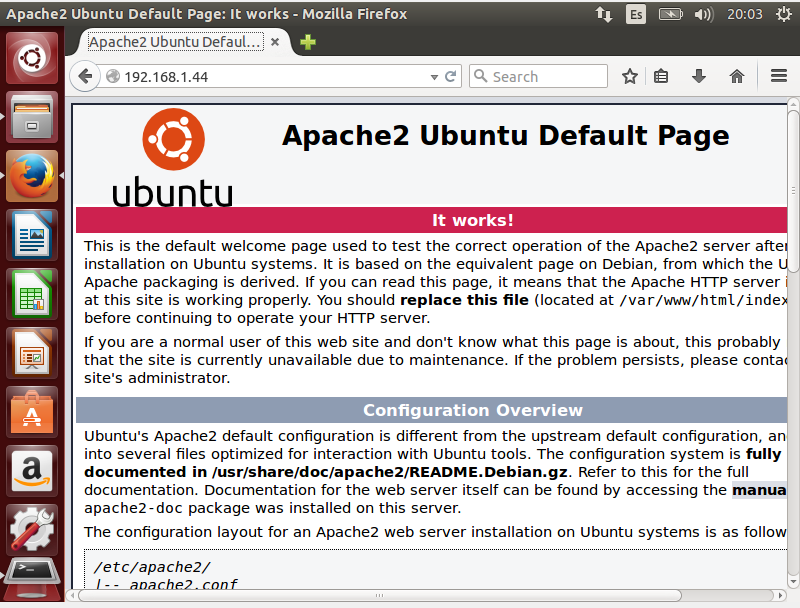 Apache2 Ubuntu Default Page: It works - Mozilla Firefox
Es
20:03
Apache2 Ubuntu Defaul...
192.168.1.44
Search
ubuntu
Apache2 Ubuntu Default Page
It works!
This is the default welcome page used to test the correct operation of the Apache2 server after
installation on Ubuntu systems. It is based on the equivalent page on Debian, from which the U
Apache packaging is derived. If you can read this page, it means that the Apache HTTP server i
at this site is working properly. You should replace this file (located at /var/www/html/index
before continuing to operate your HTTP server.
If you are a normal user of this web site and don't know what this page is about, this probably
that the site is currently unavailable due to maintenance. If the problem persists, please contac
site's administrator.
Configuration Overview
Ubuntu's Apache2 default configuration is different from the upstream default configuration, an
into several files optimized for interaction with Ubuntu tools. The configuration system is fully
documented in /usr/share/doc/apache2/README.Debian.gz. Refer to this for the full
documentation. Documentation for the web server itself can be found by accessing the manua
apache2-doc package was installed on this server.
The configuration layout for an Apache2 web server installation on Ubuntu systems is as follow
/etc/apache2/
|-- apache2.conf